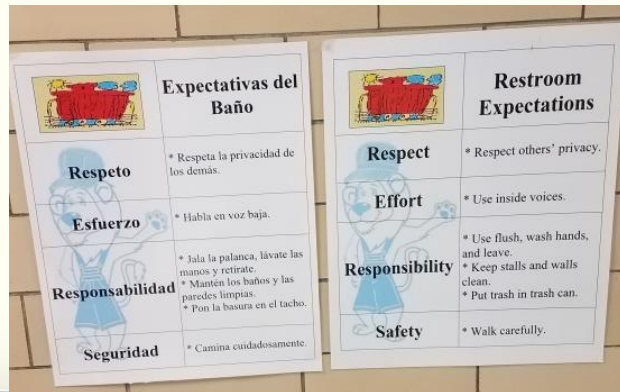 Expectativas del
Baño
Respeto
* Respeta la privacidad de
los demás.
Esfuerzo
* Habla en voz baja.
Responsabilidad
* Jala la palanca, lávate las
manos y retírate.
* Mantén los baños y las
paredes limpias.
* Pon la basura en el tacho.
Seguridad
* Camina cuidadosamente.
Restroom
Expectations
Respect
* Respect others' privacy.
Effort
* Use inside voices.
Responsibility
* Use flush, wash hands,
and leave.
* Keep stalls and walls
clean.
* Put trash in trash can.
Safety
* Walk carefully.